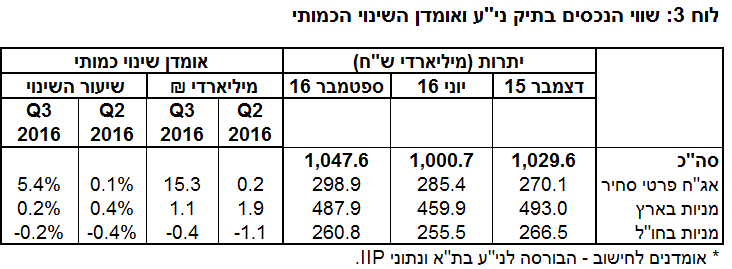 לוח 3: שווי הנכסים בתיק ני"ע ואומדן השינוי הכמותי
יתרות (מיליארדי ש"ח) אומדן שינוי כמותי
דצמבר 15 יוני 16 ספטמבר 16 מיליארדי ₪ שיעור השינוי
Q2 Q3 Q2 Q3
2016 2016 2016 2016
סה"כ 1,029.6 1,000.7 1,047.6
אג"ח פרטי סחיר 270.1 285.4 298.9 0.2 15.3 0.1% 5.4%
מניות בארץ 493.0 459.9 487.9 1.9 1.1 0.4% 0.2%
מניות בחו"ל 266.5 255.5 260.8 -1.1 -0.4 -0.4% -0.2%
* אומדנים לחישוב - הבורסה לני"ע בת"א ונתוני IIP.